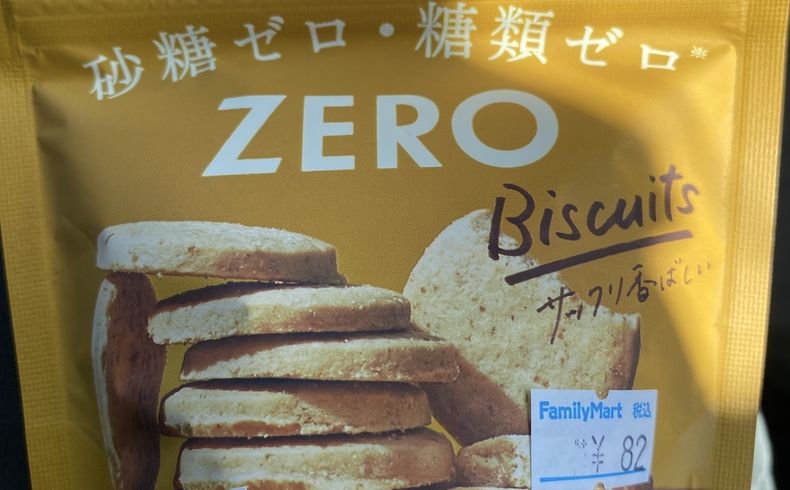 砂糖ゼロ・糖類ゼロ※
ZERO
Biscuits
サックリ香ばしい
FamilyMart 税込
¥ 82